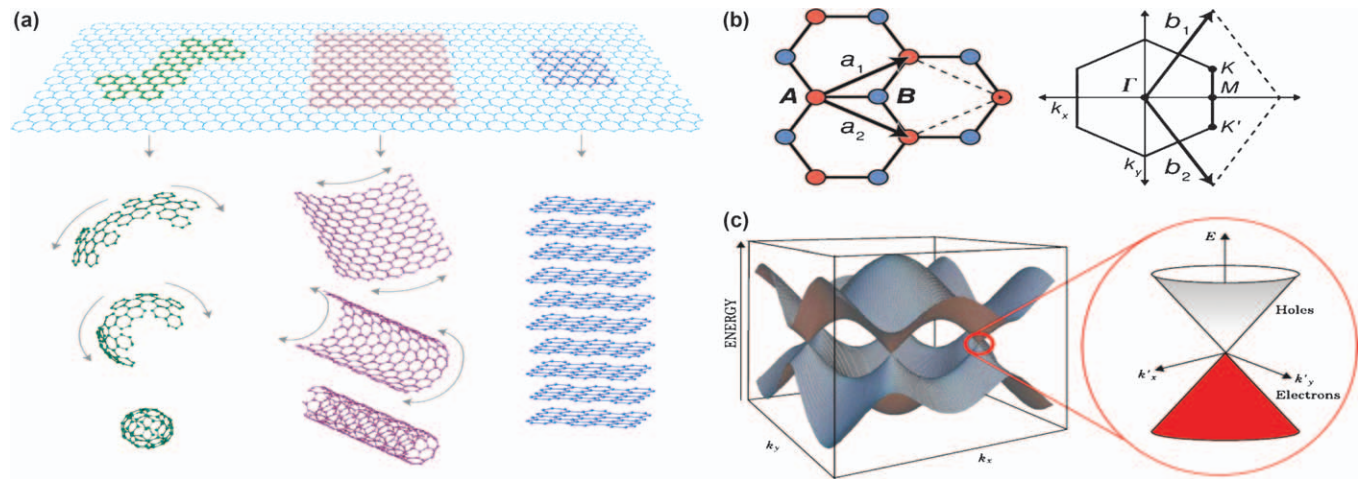 (a)
(b)
a1
A
B
a2
b1
K
Γ
M
kx
K'
ky
b2
(c)
ENERGY
ky
kx
E
Holes
k'x
k'y
Electrons